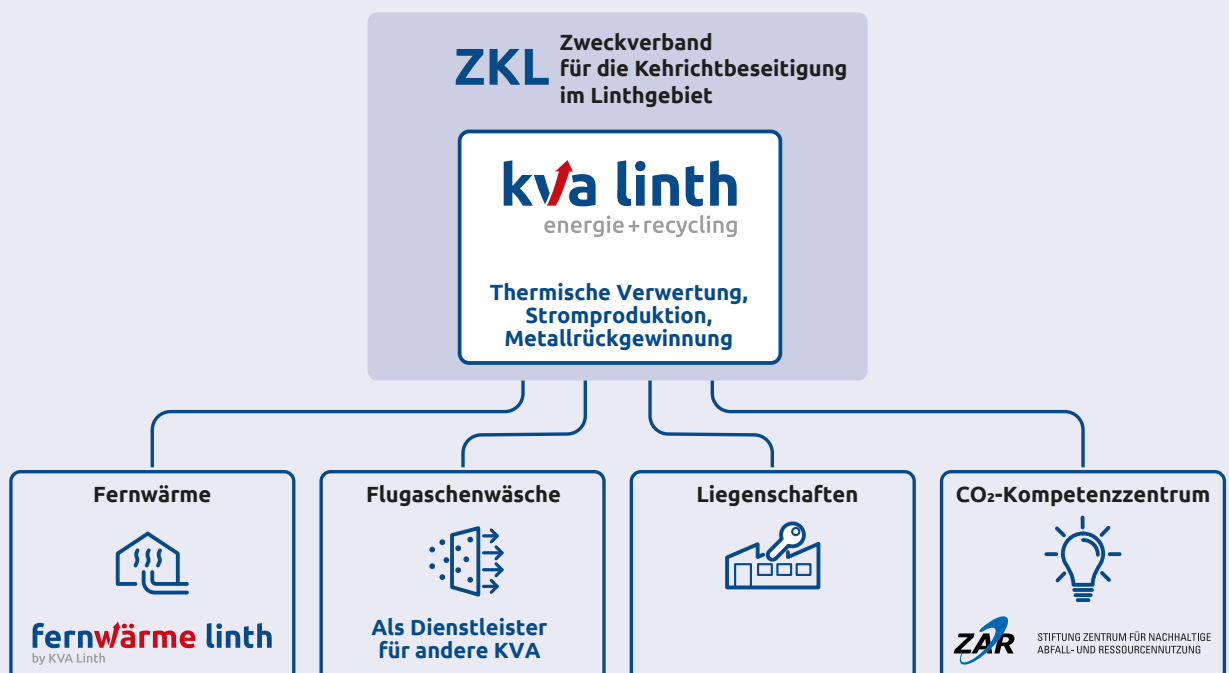 ZKL
Zweckverband
für die Kehrichtbeseitigung
im Linthgebiet
kva linth
energie+recycling
Thermische Verwertung,
Stromproduktion,
Metallrückgewinnung
Fernwärme
fernwärme linth
by KVA Linth
Flugaschenwäsche
Als Dienstleister
für andere KVA
Liegenschaften
CO₂-Kompetenzzentrum
ZAR
STIFTUNG ZENTRUM FÜR NACHHALTIGE
ABFALL- UND RESSOURCENNUTZUNG